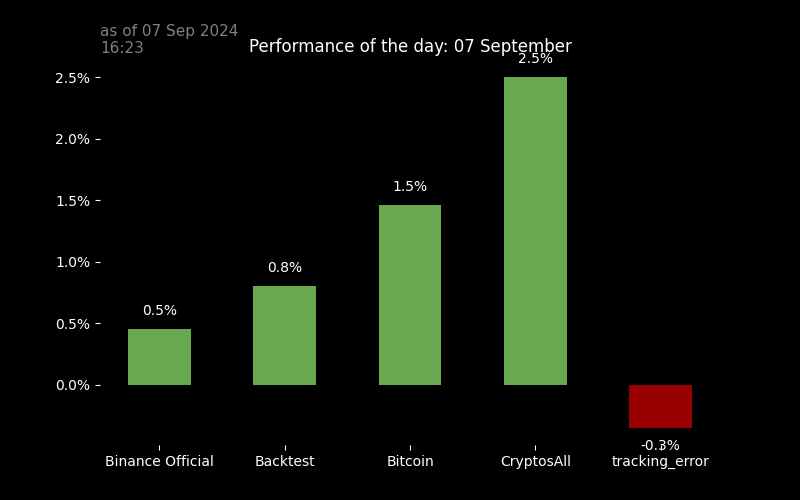 as of 07 Sep 2024
16:23
Performance of the day: 07 September
2.5%
2.5%
2.0%
1.5%
1.5%
1.0%
0.8%
0.5%
0.5%
0.0%
-0.3%
Binance Official
Backtest
Bitcoin
CryptosAll
tracking_error